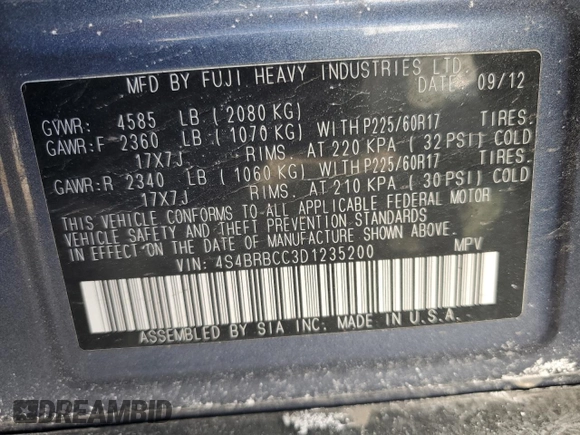 MFD BY FUJI HEAVY INDUSTRIES LTD.
DATE: 09/12
GVWR: 4585 LB (2080 KG)
GAWR:F 2360 LB (1070 KG) WITH P225/60R17 TIRES.
17X7J RIMS. AT 220 KPA (32 PSI) COLD
GAWR:R 2340 LB (1060 KG) WITH P225/60R17 TIRES.
17X7J RIMS. AT 210 KPA (30 PSI) COLD
THIS VEHICLE CONFORMS TO ALL APPLICABLE FEDERAL MOTOR
VEHICLE SAFETY AND THEFT PREVENTION STANDARDS
IN EFFECT ON THE DATE OF MANUFACTURE SHOWN ABOVE.
VIN: 4S4BRBCC3D1235200 MPV
ASSEMBLED BY SIA INC. MADE IN U.S.A.
DREAMBID